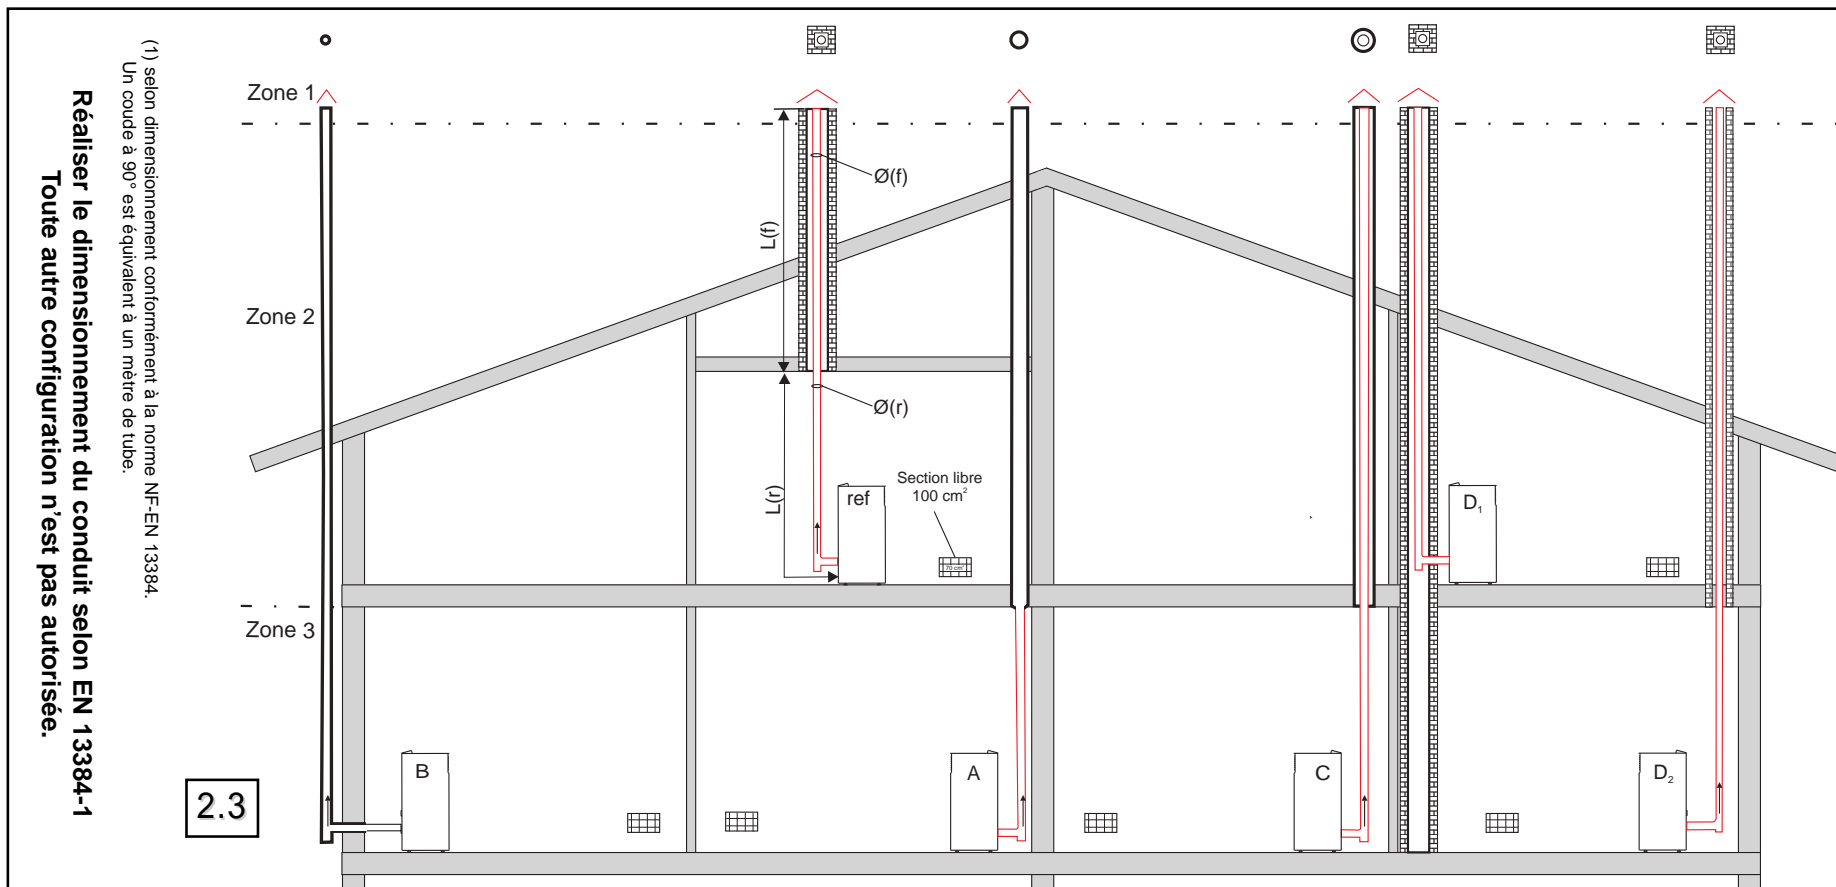 Réaliser le dimensionnement du conduit selon EN 13384-1
Toute autre configuration n'est pas autorisée.
(1) selon dimensionnement conformément à la norme NF-EN 13384.
Un coude à 90° est équivalent à un mètre de tube.
2.3
Zone 1
Zone 2
Zone 3
Ø(f)
L(f)
Ø(r)
L(r)
ref
Section libre
100 cm²
70 cm²
D₁
B
A
C
D₂